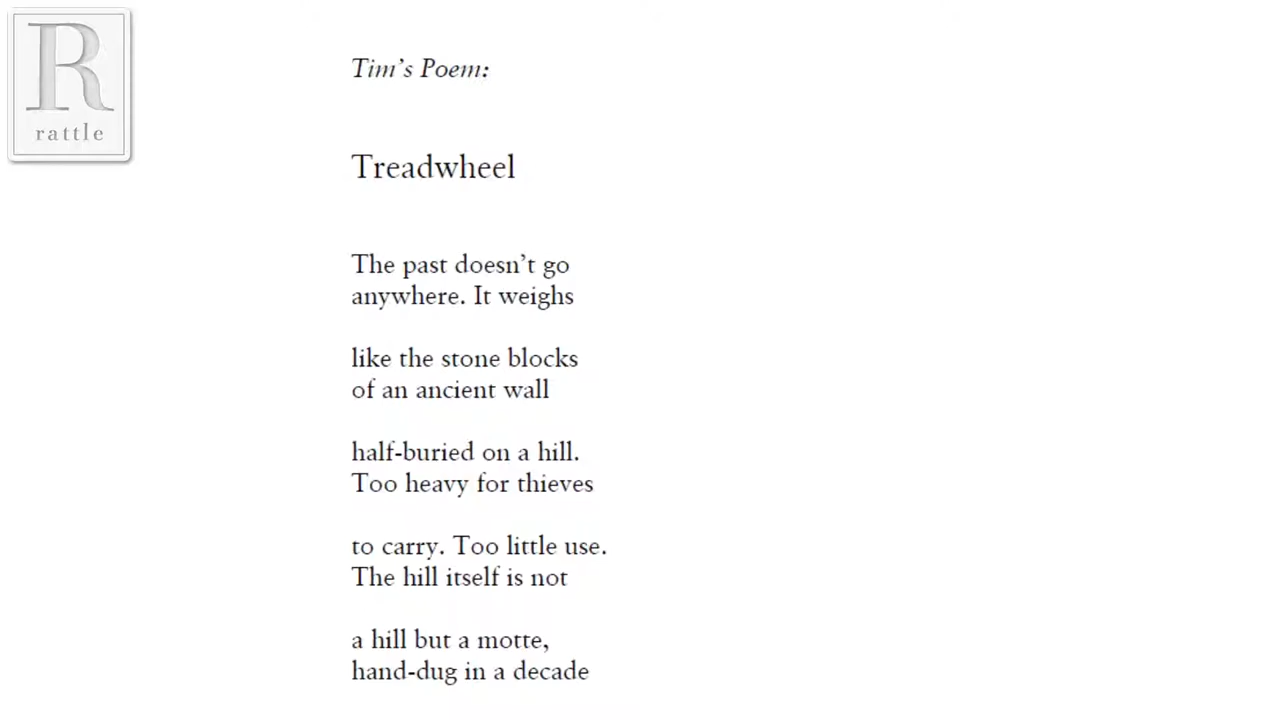 R
rattle
Tim’s Poem:
Treadwheel
The past doesn’t go
anywhere. It weighs
like the stone blocks
of an ancient wall
half-buried on a hill.
Too heavy for thieves
to carry. Too little use.
The hill itself is not
a hill but a motte,
hand-dug in a decade